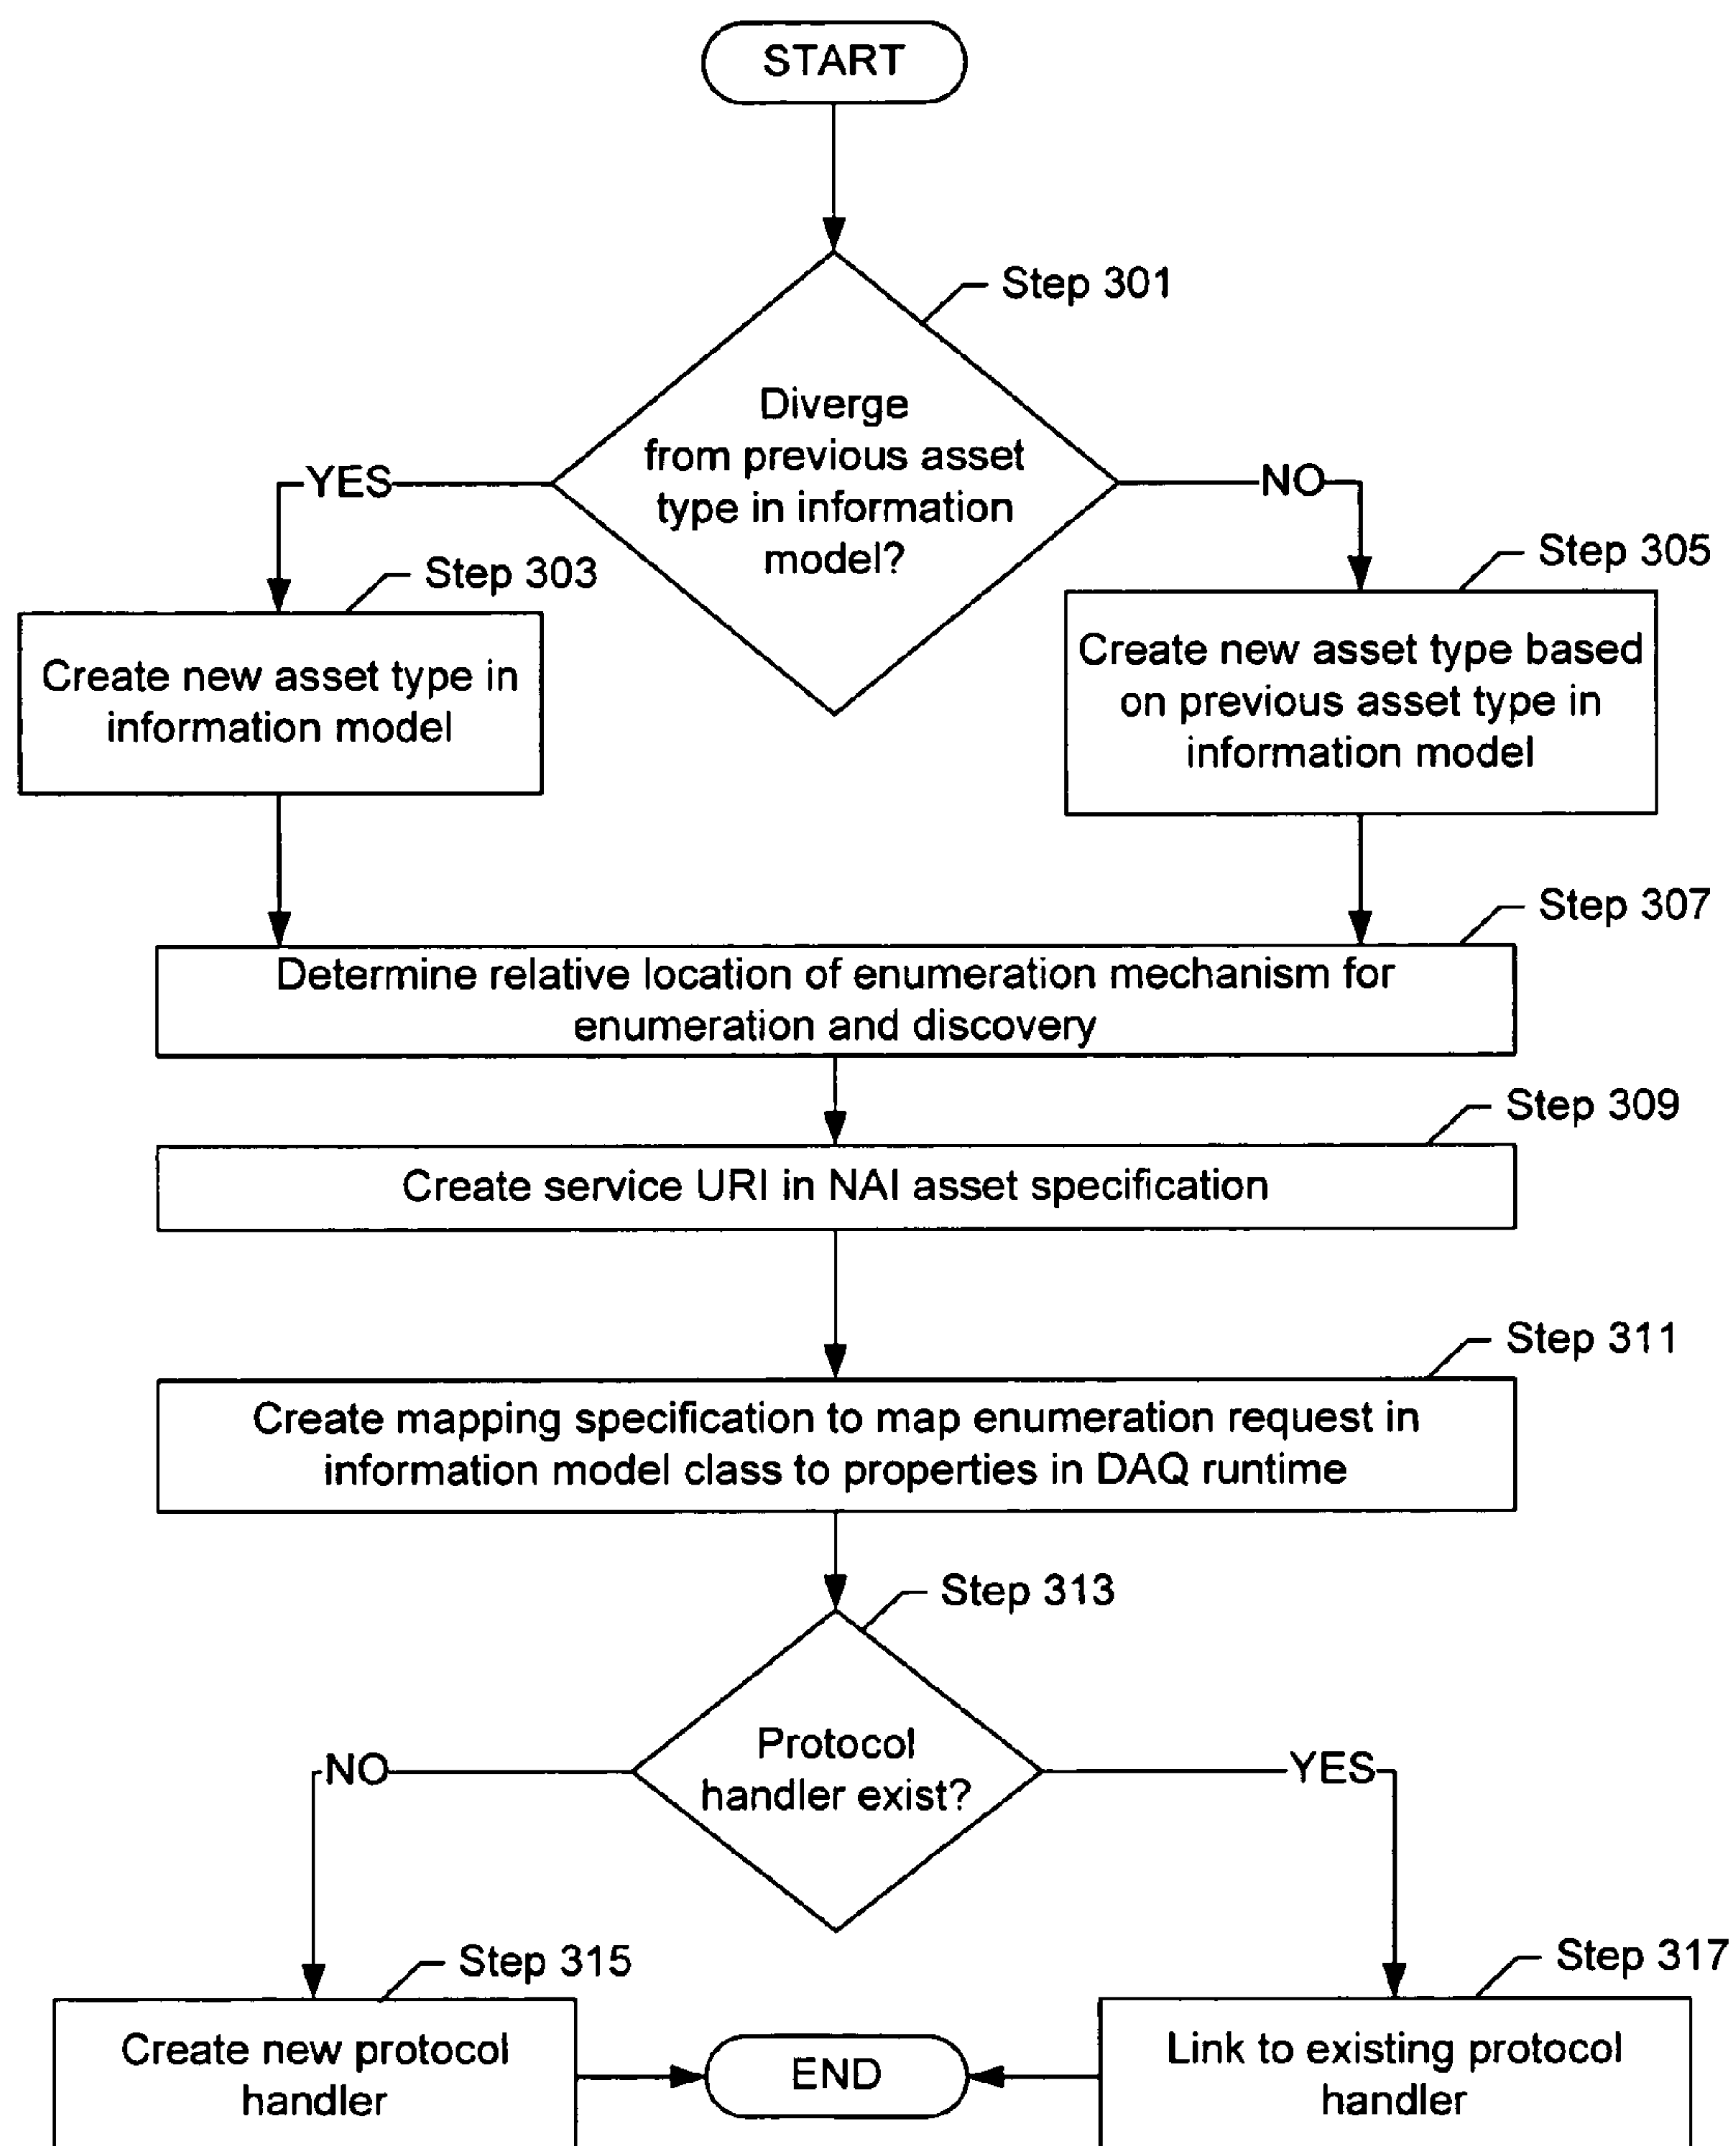 START
Step 301
Diverge
from previous asset
type in information
model?
YES
NO
Step 303
Step 305
Create new asset type in
information model
Create new asset type based
on previous asset type in
information model
Step 307
Determine relative location of enumeration mechanism for
enumeration and discovery
Step 309
Create service URI in NAI asset specification
Step 311
Create mapping specification to map enumeration request in
information model class to properties in DAQ runtime
Step 313
Protocol
handler exist?
NO
YES
Step 315
Step 317
Create new protocol
handler
END
Link to existing protocol
handler